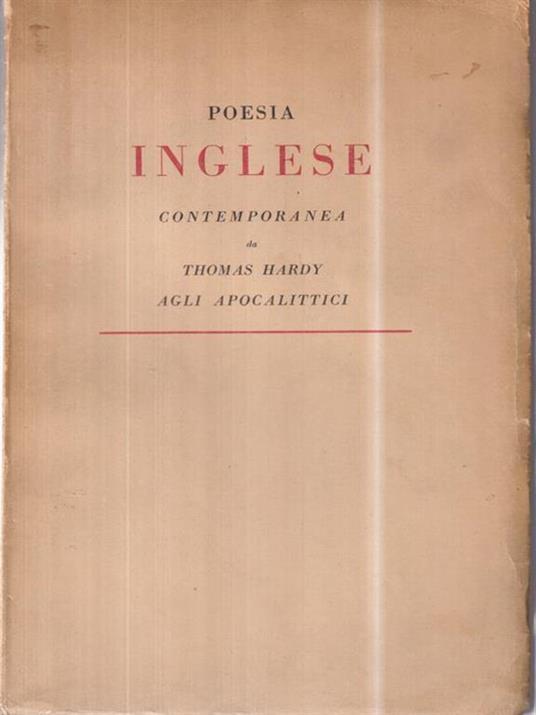 POESIA
INGLESE
CONTEMPORANEA
da
THOMAS HARDY
AGLI APOCALITTICI